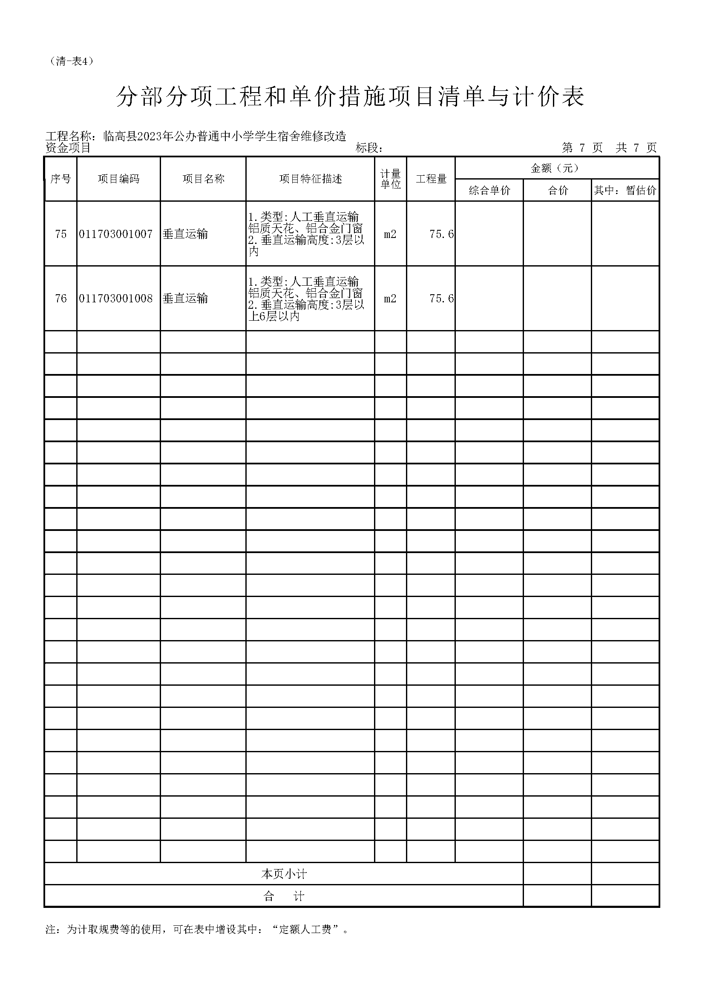 （清-表4）
分部分项工程和单价措施项目清单与计价表
工程名称：临高县2023年公办普通中小学学生宿舍维修改造
资金项目 标段： 第 7 页 共 7 页
序号 项目编码 项目名称 项目特征描述 计量
单位 工程量 金额（元）
综合单价 合价 其中：暂估价
75 011703001007 垂直运输 1.类型:人工垂直运输
铝质天花、铝合金门窗
2.垂直运输高度:3层以
内 m2 75.6
76 011703001008 垂直运输 1.类型:人工垂直运输
铝质天花、铝合金门窗
2.垂直运输高度:3层以
上6层以内 m2 75.6
本页小计
合 计
注：为计取规费等的使用，可在表中增设其中：“定额人工费”。